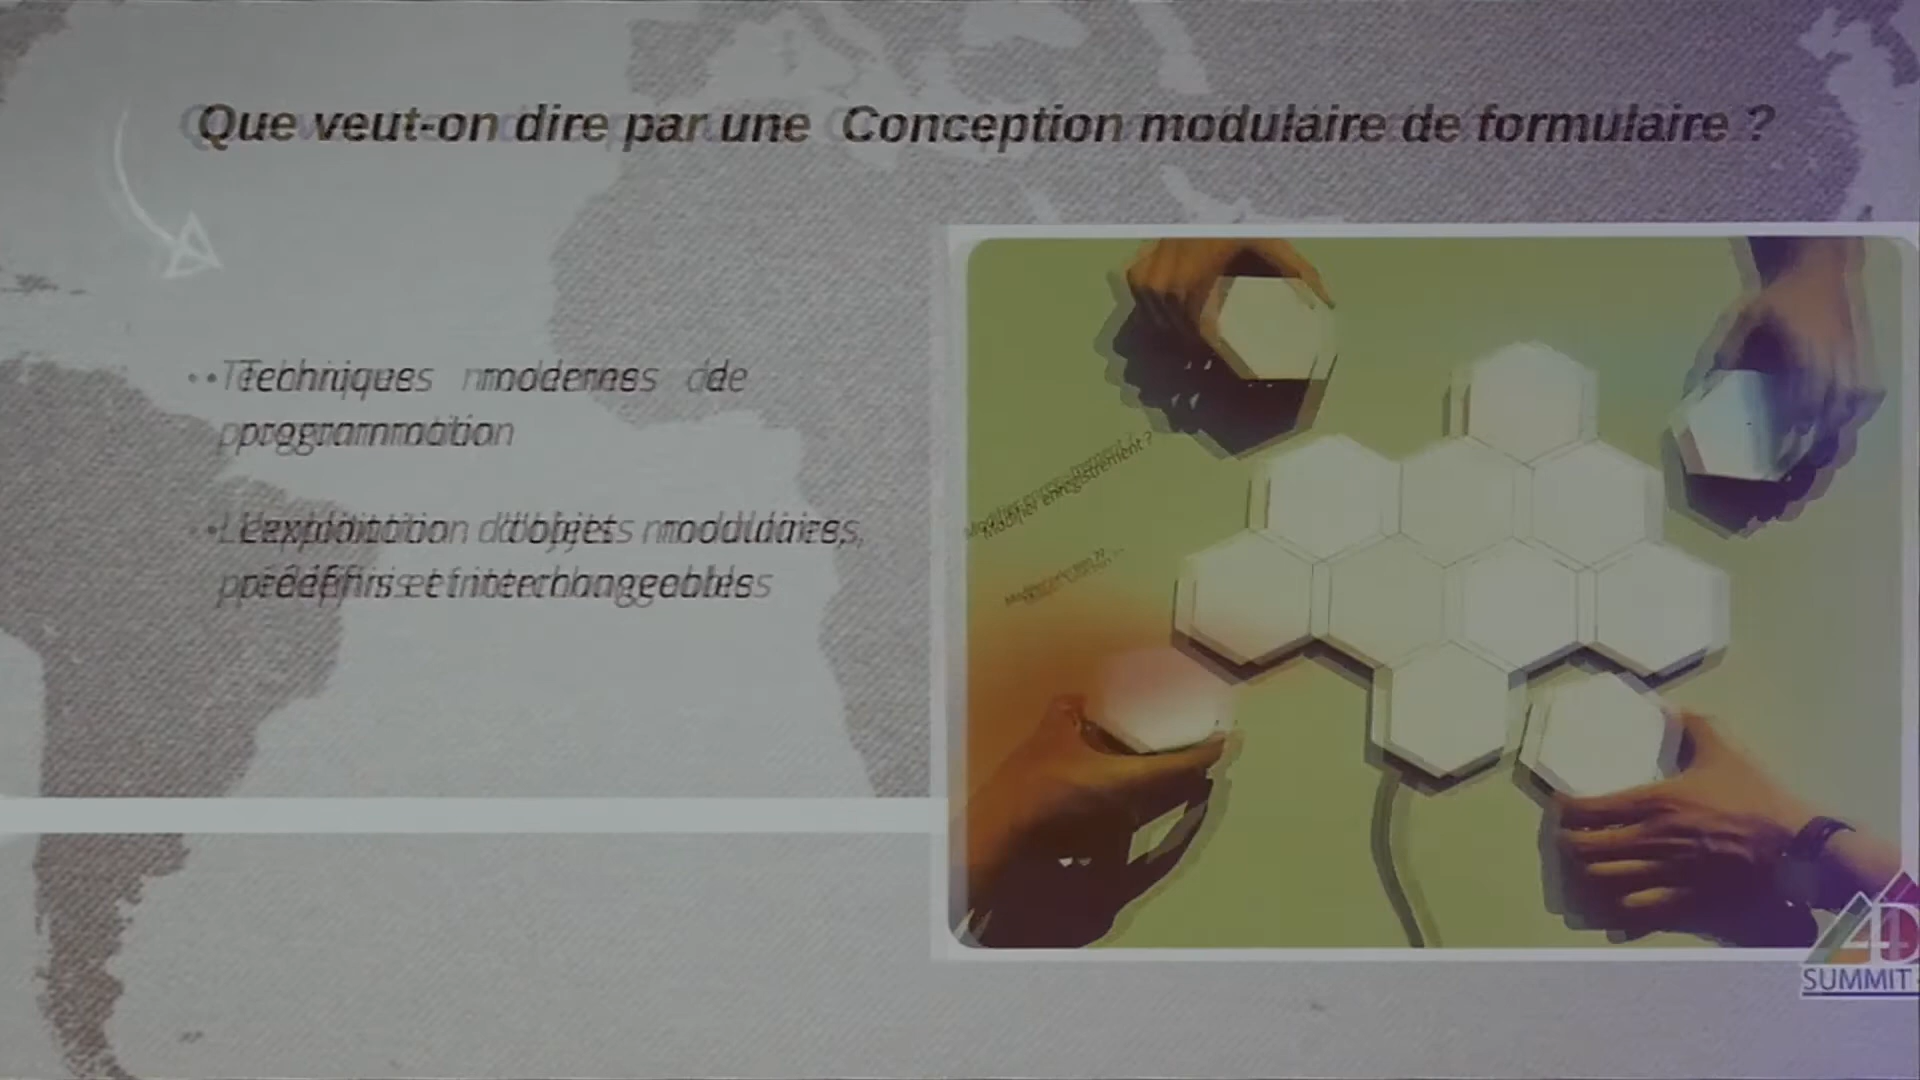 Que veut-on dire par une Conception modulaire de formulaire ?
• Techniques modernes de
programmation
• L'exploitation d'objets modulaires,
prédéfinis et interchangeables
Modifier enregistrement ?
4D
SUMMIT